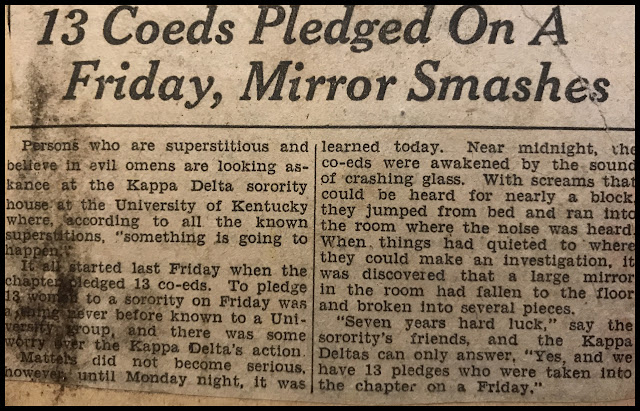 13 Coeds Pledged On A
Friday, Mirror Smashes
Persons who are superstitious and
believe in evil omens are looking as-
kance at the Kappa Delta sorority
house at the University of Kentucky
where, according to all the known
superstitions, "something is going to
happen."
It all started last Friday when the
chapter pledged 13 co-eds. To pledge
13 women to a sorority on Friday was
a thing never before known to a Uni-
versity group, and there was some
worry over the Kappa Delta's action.
Matters did not become serious,
however, until Monday night, it was
learned today. Near midnight, the
co-eds were awakened by the sound
of crashing glass. With screams that
could be heard for nearly a block,
they jumped from bed and ran into
the room where the noise was heard.
When things had quieted to where
they could make an investigation, it
was discovered that a large mirror
in the room had fallen to the floor
and broken into several pieces.
"Seven years hard luck," say the
sorority's friends, and the Kappa
Deltas can only answer, "Yes, and we
have 13 pledges who were taken into
the chapter on a Friday."